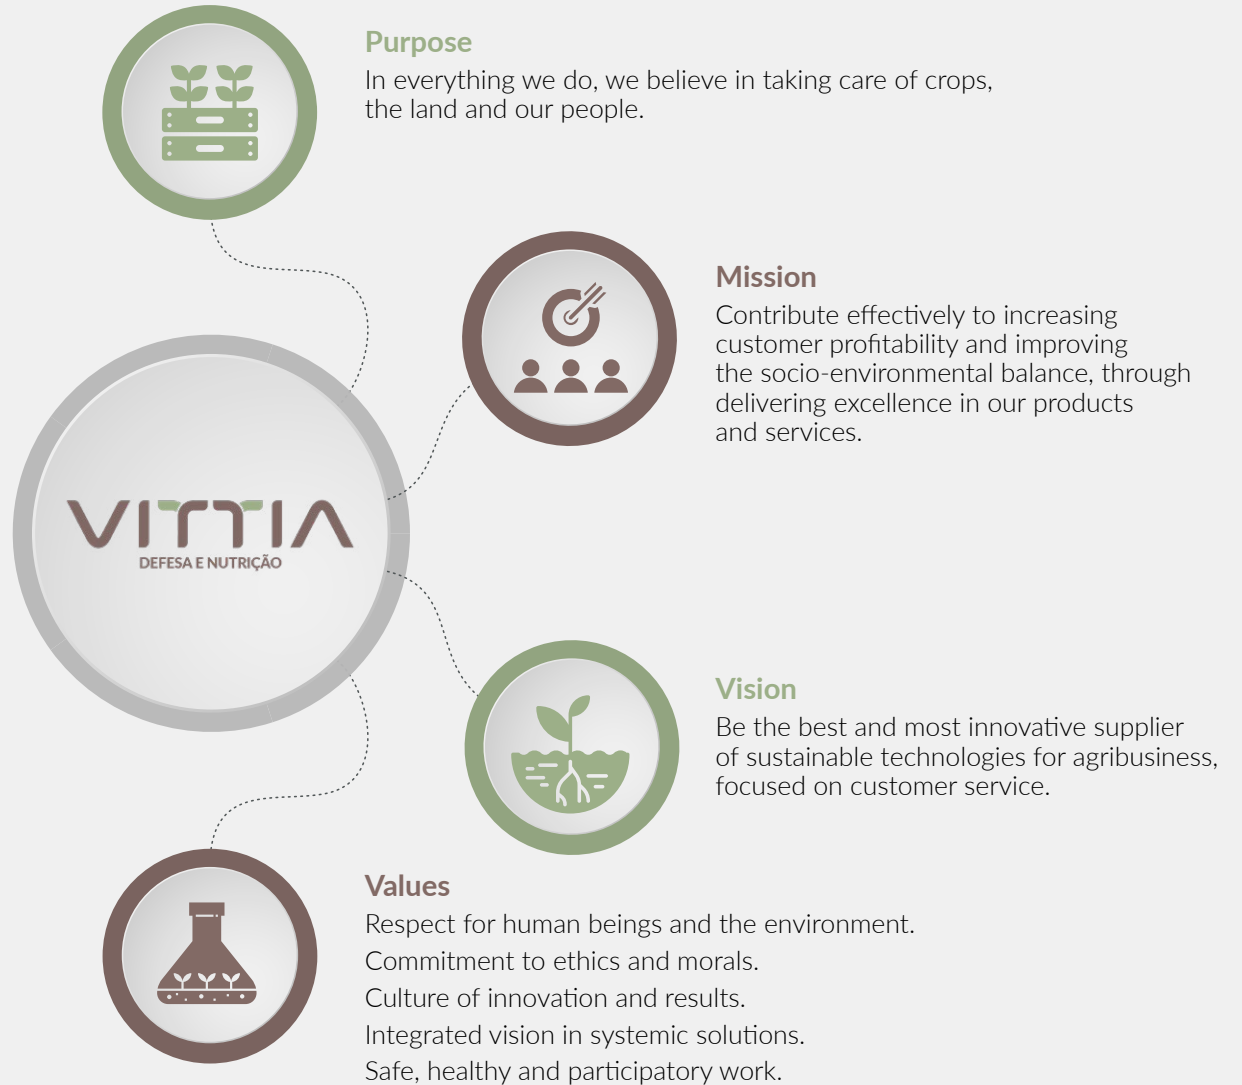 Purpose
In everything we do, we believe in taking care of crops,
the land and our people.
Mission
Contribute effectively to increasing
customer profitability and improving
the socio-environmental balance, through
delivering excellence in our products
and services.
VITTIA
DEFESA E NUTRIÇÃO
Vision
Be the best and most innovative supplier
of sustainable technologies for agribusiness,
focused on customer service.
Values
Respect for human beings and the environment.
Commitment to ethics and morals.
Culture of innovation and results.
Integrated vision in systemic solutions.
Safe, healthy and participatory work.